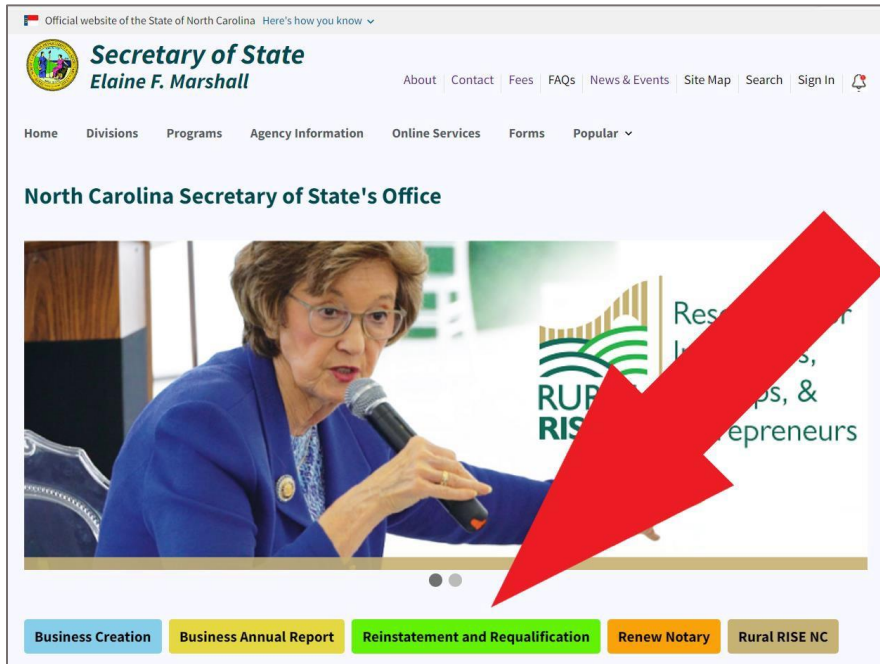 Official website of the State of North Carolina Here's how you know
Secretary of State
Elaine F. Marshall
About Contact Fees FAQs News & Events Site Map Search Sign In
Home Divisions Programs Agency Information Online Services Forms Popular
North Carolina Secretary of State's Office
Business Creation Business Annual Report Reinstatement and Requalification Renew Notary Rural RISE NC